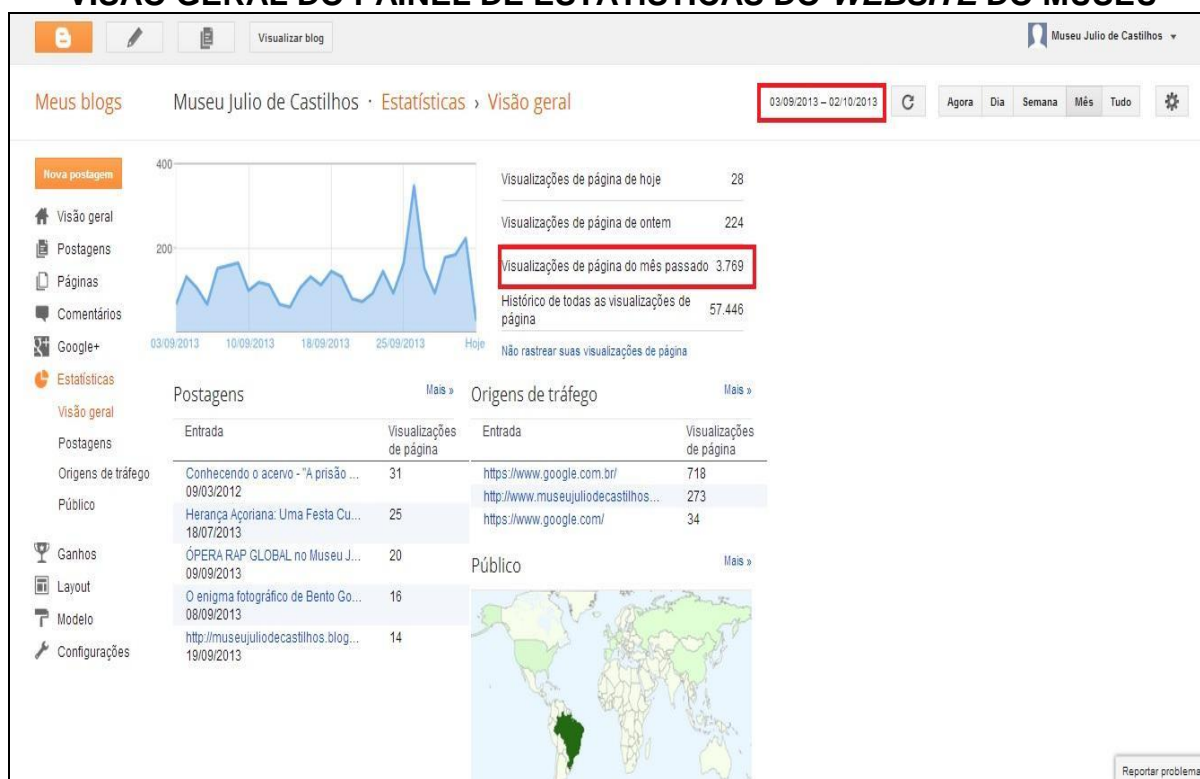 VISÃO GERAL DO PAINEL DE ESTATÍSTICAS DO WEBSITE DO MUSEU
Visualizar blog
Museu Julio de Castilhos
Meus blogs
Museu Julio de Castilhos · Estatísticas › Visão geral
03/09/2013 – 02/10/2013
Agora Dia Semana Mês Tudo
Nova postagem
Visão geral
Postagens
Páginas
Comentários
Google+
Estatísticas
Visão geral
Postagens
Origens de tráfego
Público
Ganhos
Layout
Modelo
Configurações
400
200
03/09/2013 10/09/2013 18/09/2013 25/09/2013 Hoje
Visualizações de página de hoje 28
Visualizações de página de ontem 224
Visualizações de página do mês passado 3.769
Histórico de todas as visualizações de
página 57.446
Não rastrear suas visualizações de página
Postagens Mais »
Entrada Visualizações
de página
Conhecendo o acervo - "A prisão ... 31
09/03/2012
Herança Açoriana: Uma Festa Cu... 25
18/07/2013
ÓPERA RAP GLOBAL no Museu J... 20
09/09/2013
O enigma fotográfico de Bento Go... 16
08/09/2013
http://museujuliodecastilhos.blog... 14
19/09/2013
Origens de tráfego Mais »
Entrada Visualizações
de página
https://www.google.com.br/ 718
http://www.museujuliodecastilhos... 273
https://www.google.com/ 34
Público Mais »
Reportar problema